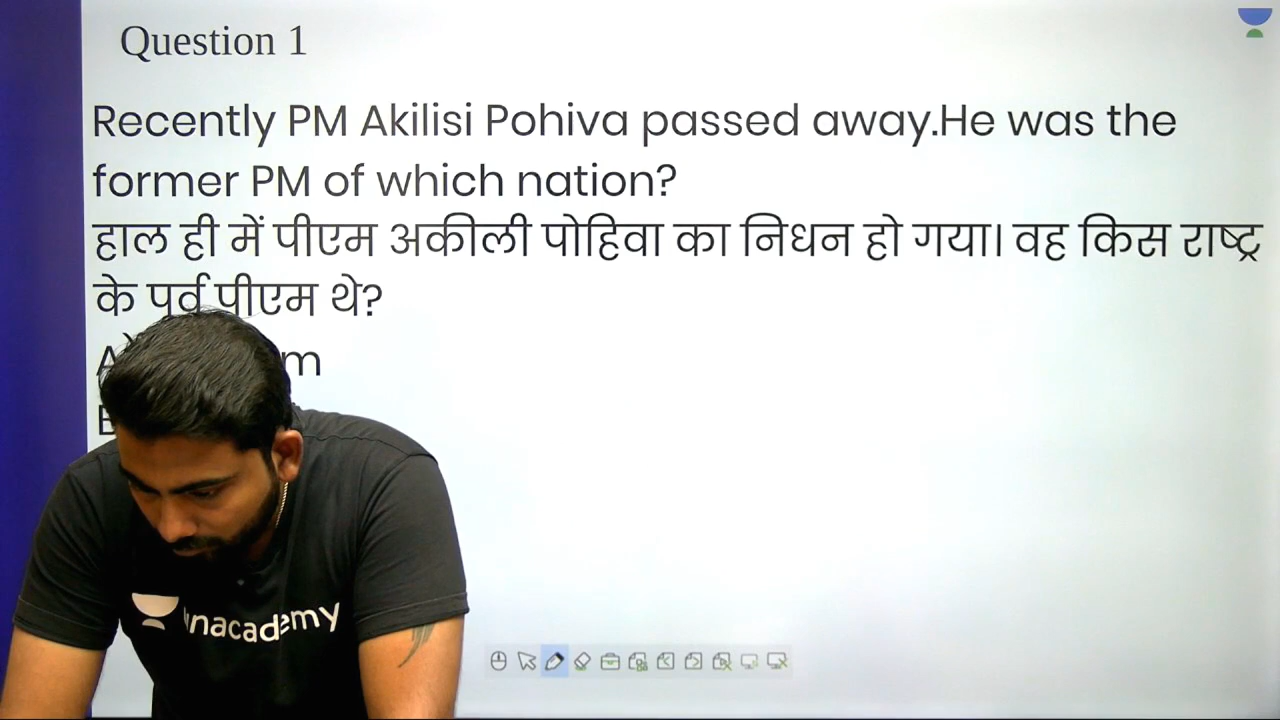 Question 1
Recently PM Akilisi Pohiva passed away.He was the
former PM of which nation?
हाल ही में पीएम अकीली पोहिवा का निधन हो गया। वह किस राष्ट्र
के पूर्व पीएम थे?
unacademy